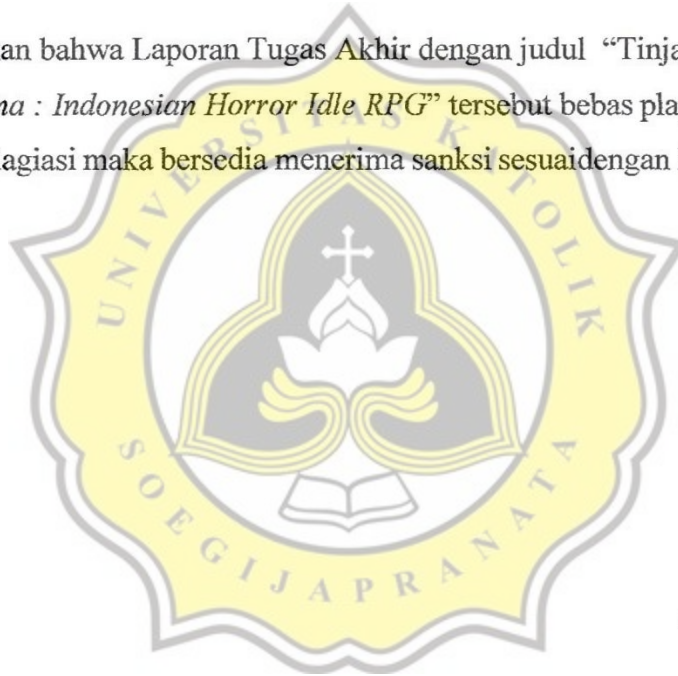 an bahwa Laporan Tugas Akhir dengan judul “Tinja
na : Indonesian Horror Idle RPG” tersebut bebas pla
lagiasi maka bersedia menerima sanksi sesuaidengan
UNIVERSITAS KATOLIK
SOEGIJAPRANATA